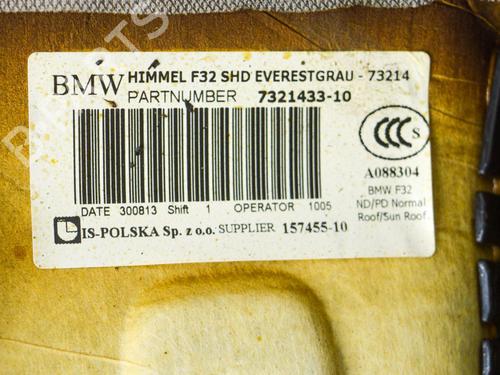 BMW HIMMEL F32 SHD EVERESTGRAU - 73214
PARTNUMBER 7321433-10
CCC S
A088304
BMW F32
ND/PD Normal
Roof/Sun Roof
DATE 300813 Shift 1 OPERATOR 1005
IS-POLSKA Sp. z o.o. SUPPLIER 157455-10